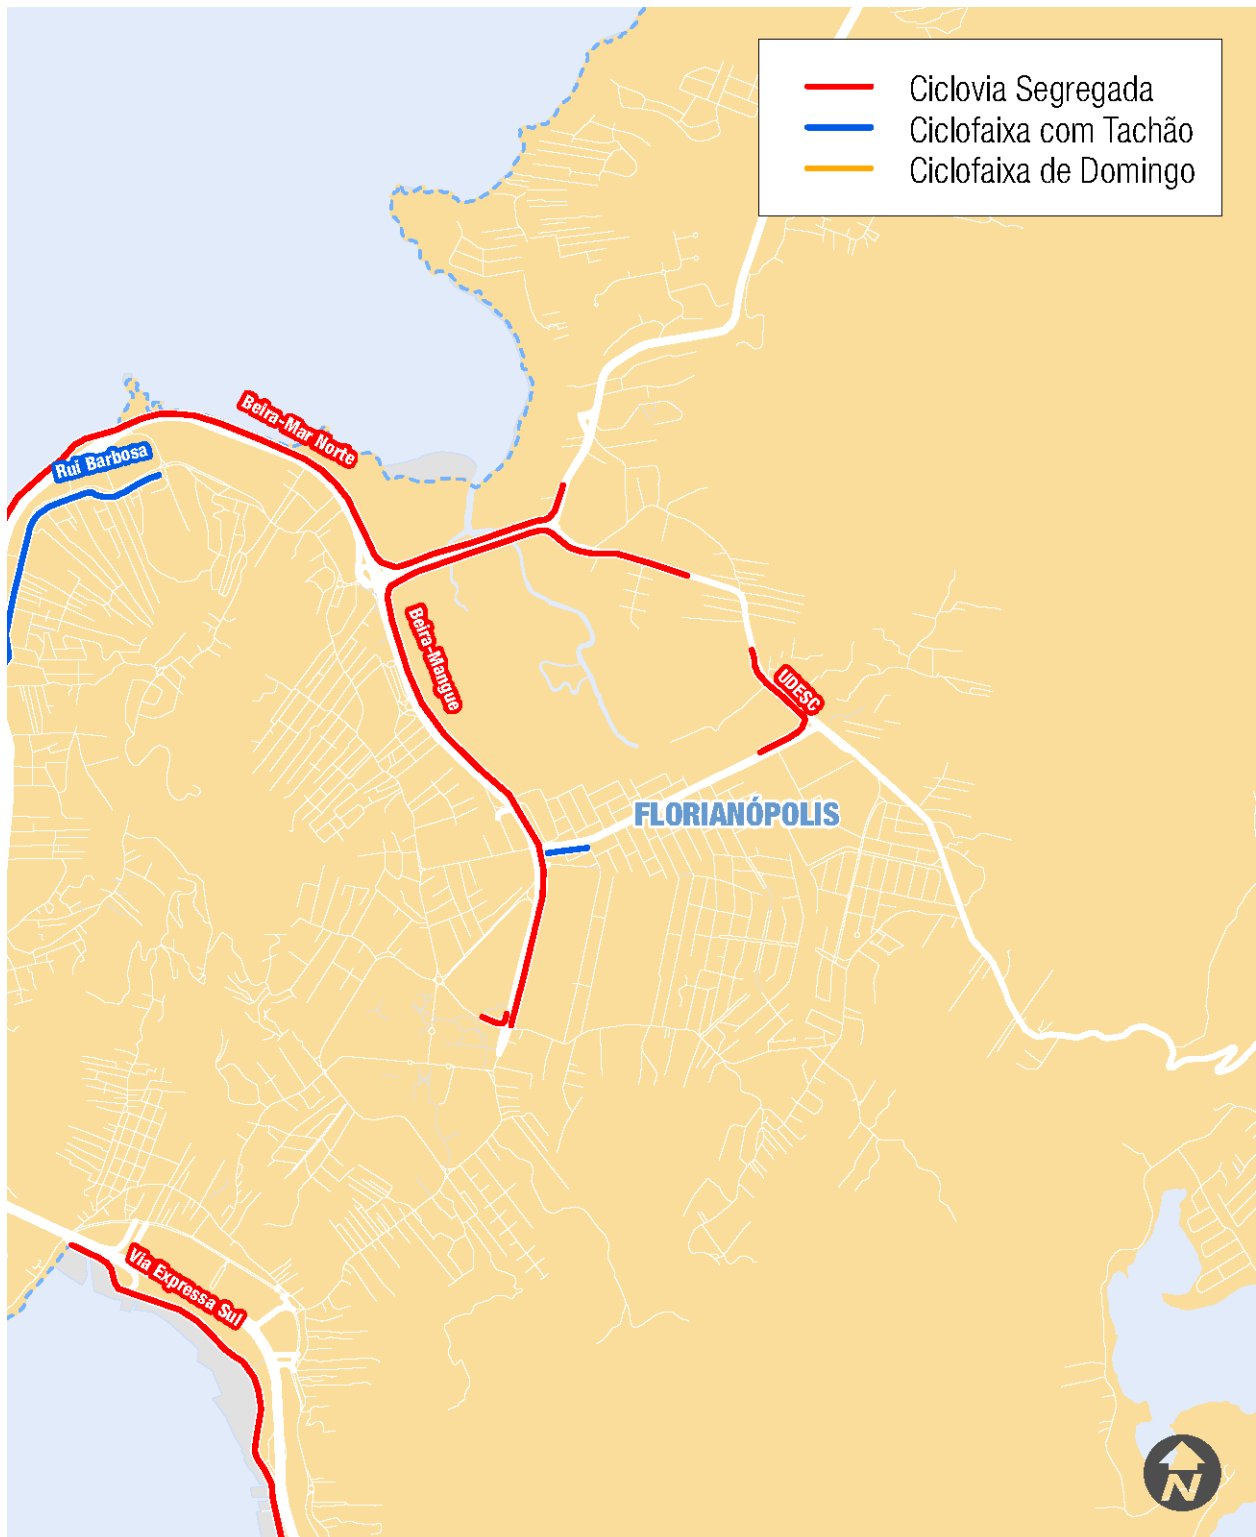 Ciclovia Segregada
Ciclofaixa com Tachão
Ciclofaixa de Domingo
Beira-Mar Norte
Rui Barbosa
Beira-Mangue
UDESC
FLORIANÓPOLIS
Via Expressa Sul
N